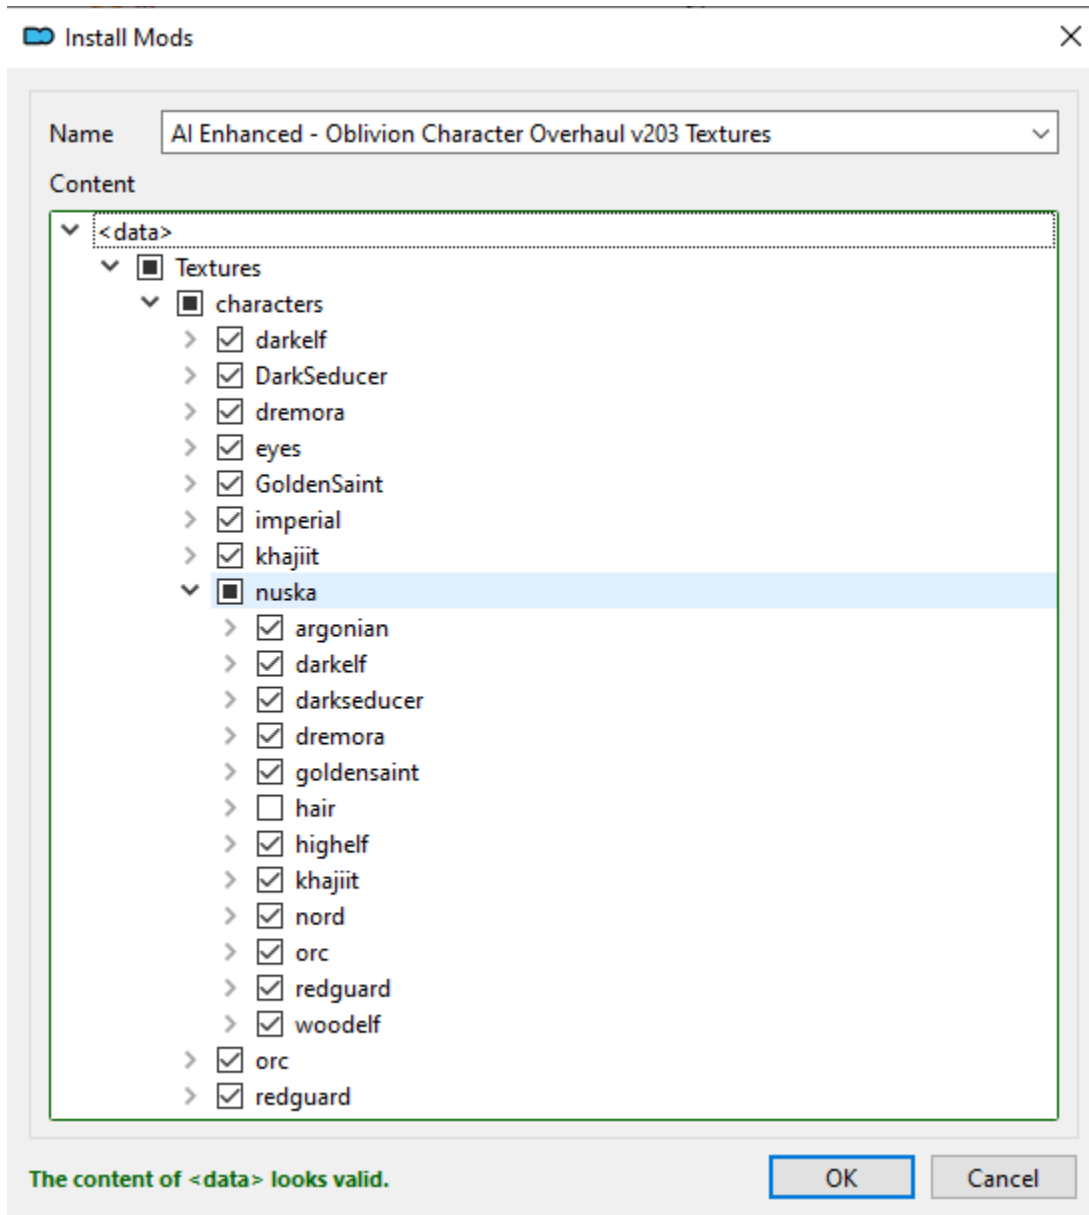 Install Mods
Name AI Enhanced - Oblivion Character Overhaul v203 Textures
Content
<data>
Textures
characters
darkelf
DarkSeducer
dremora
eyes
GoldenSaint
imperial
khajiit
nuska
argonian
darkelf
darkseducer
dremora
goldensaint
hair
highelf
khajiit
nord
orc
redguard
woodelf
orc
redguard
The content of <data> looks valid.
OK Cancel